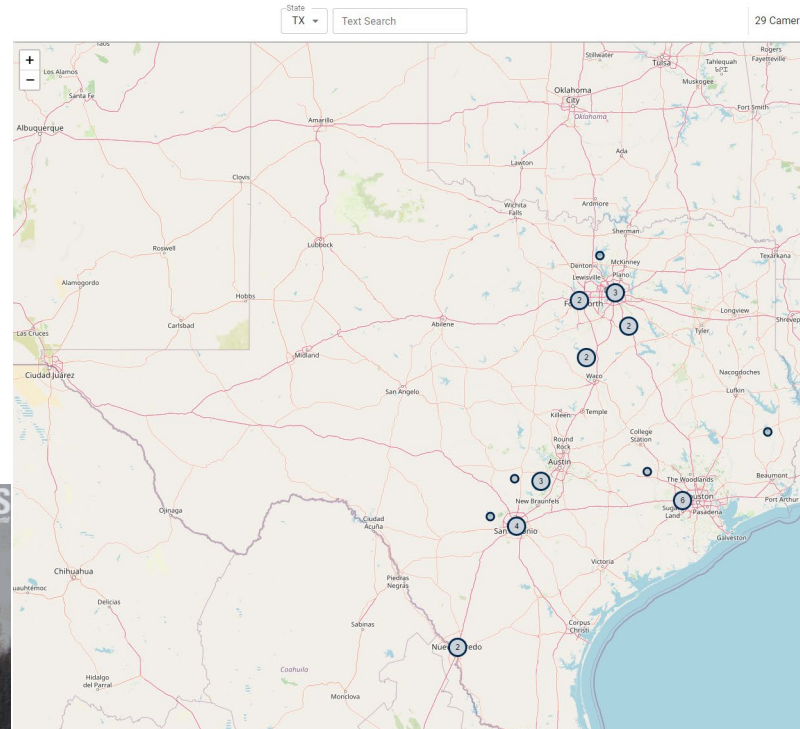 State
TX
Text Search
29 Camer
+
−
Taos
Los Alamos
Santa Fe
Albuquerque
Clovis
Roswell
Alamogordo
Carlsbad
Hobbs
Las Cruces
Ciudad Juárez
Amarillo
Lubbock
Midland
Abilene
San Angelo
Stillwater
Tulsa
Tahlequah
Rogers
Fayetteville
Muskogee
Oklahoma
City
Oklahoma
Fort Smith
Ada
Lawton
Ardmore
Wichita
Falls
Sherman
Texarkana
Denton
McKinney
Lewisville
Plano
2
3
2
Longview
Tyler
Shrevep
2
Waco
Nacogdoches
Lufkin
Killeen
Temple
College
Station
Round
Rock
Austin
3
New Braunfels
The Woodlands
Beaumont
6
Sugar
Land
Pasadena
Port Arthur
Galveston
4
Victoria
Ojinaga
Ciudad
Acuña
Chihuahua
uauhtémoc
Delicias
Piedras
Negras
Sabinas
Corpus
Christi
2
Coahuila
Hidalgo
del Parral
Monclova
S